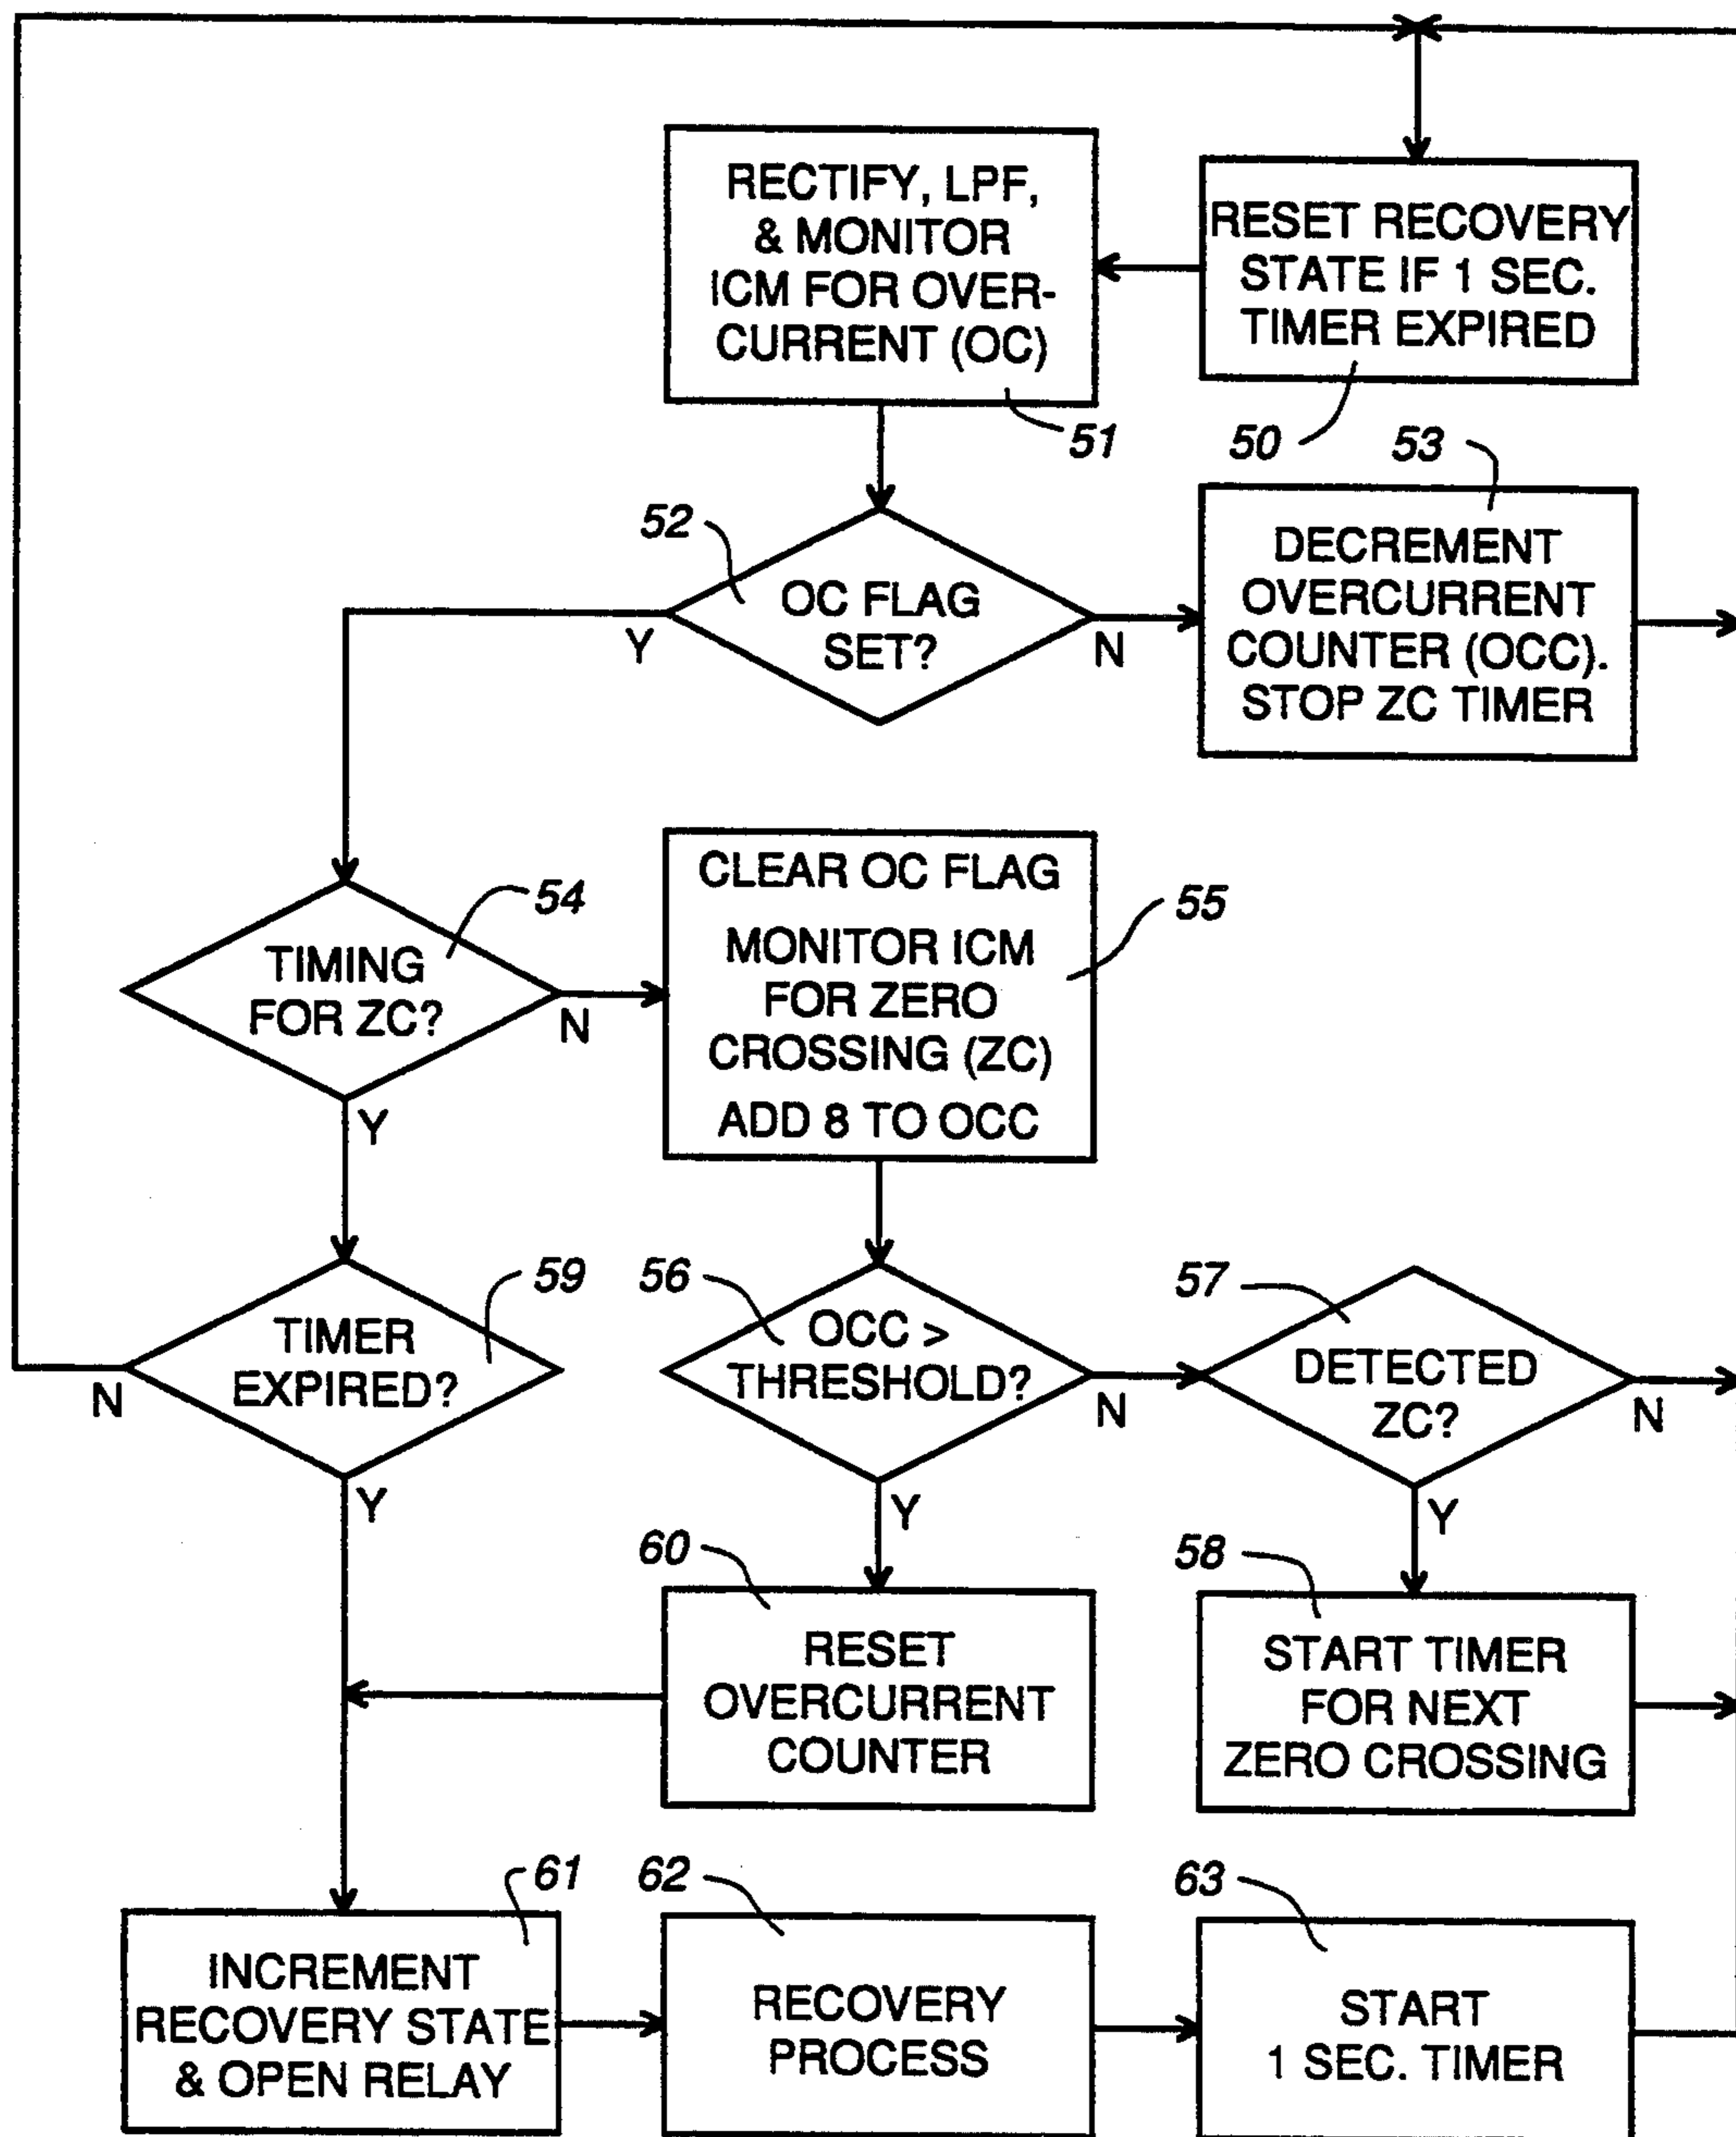 RECTIFY, LPF,
& MONITOR
ICM FOR OVER-
CURRENT (OC)
51
RESET RECOVERY
STATE IF 1 SEC.
TIMER EXPIRED
50
52
OC FLAG
SET?
Y
N
53
DECREMENT
OVERCURRENT
COUNTER (OCC).
STOP ZC TIMER
54
TIMING
FOR ZC?
N
Y
55
CLEAR OC FLAG
MONITOR ICM
FOR ZERO
CROSSING (ZC)
ADD 8 TO OCC
59
TIMER
EXPIRED?
N
Y
56
OCC >
THRESHOLD?
N
Y
57
DETECTED
ZC?
N
Y
60
RESET
OVERCURRENT
COUNTER
58
START TIMER
FOR NEXT
ZERO CROSSING
61
INCREMENT
RECOVERY STATE
& OPEN RELAY
62
RECOVERY
PROCESS
63
START
1 SEC. TIMER